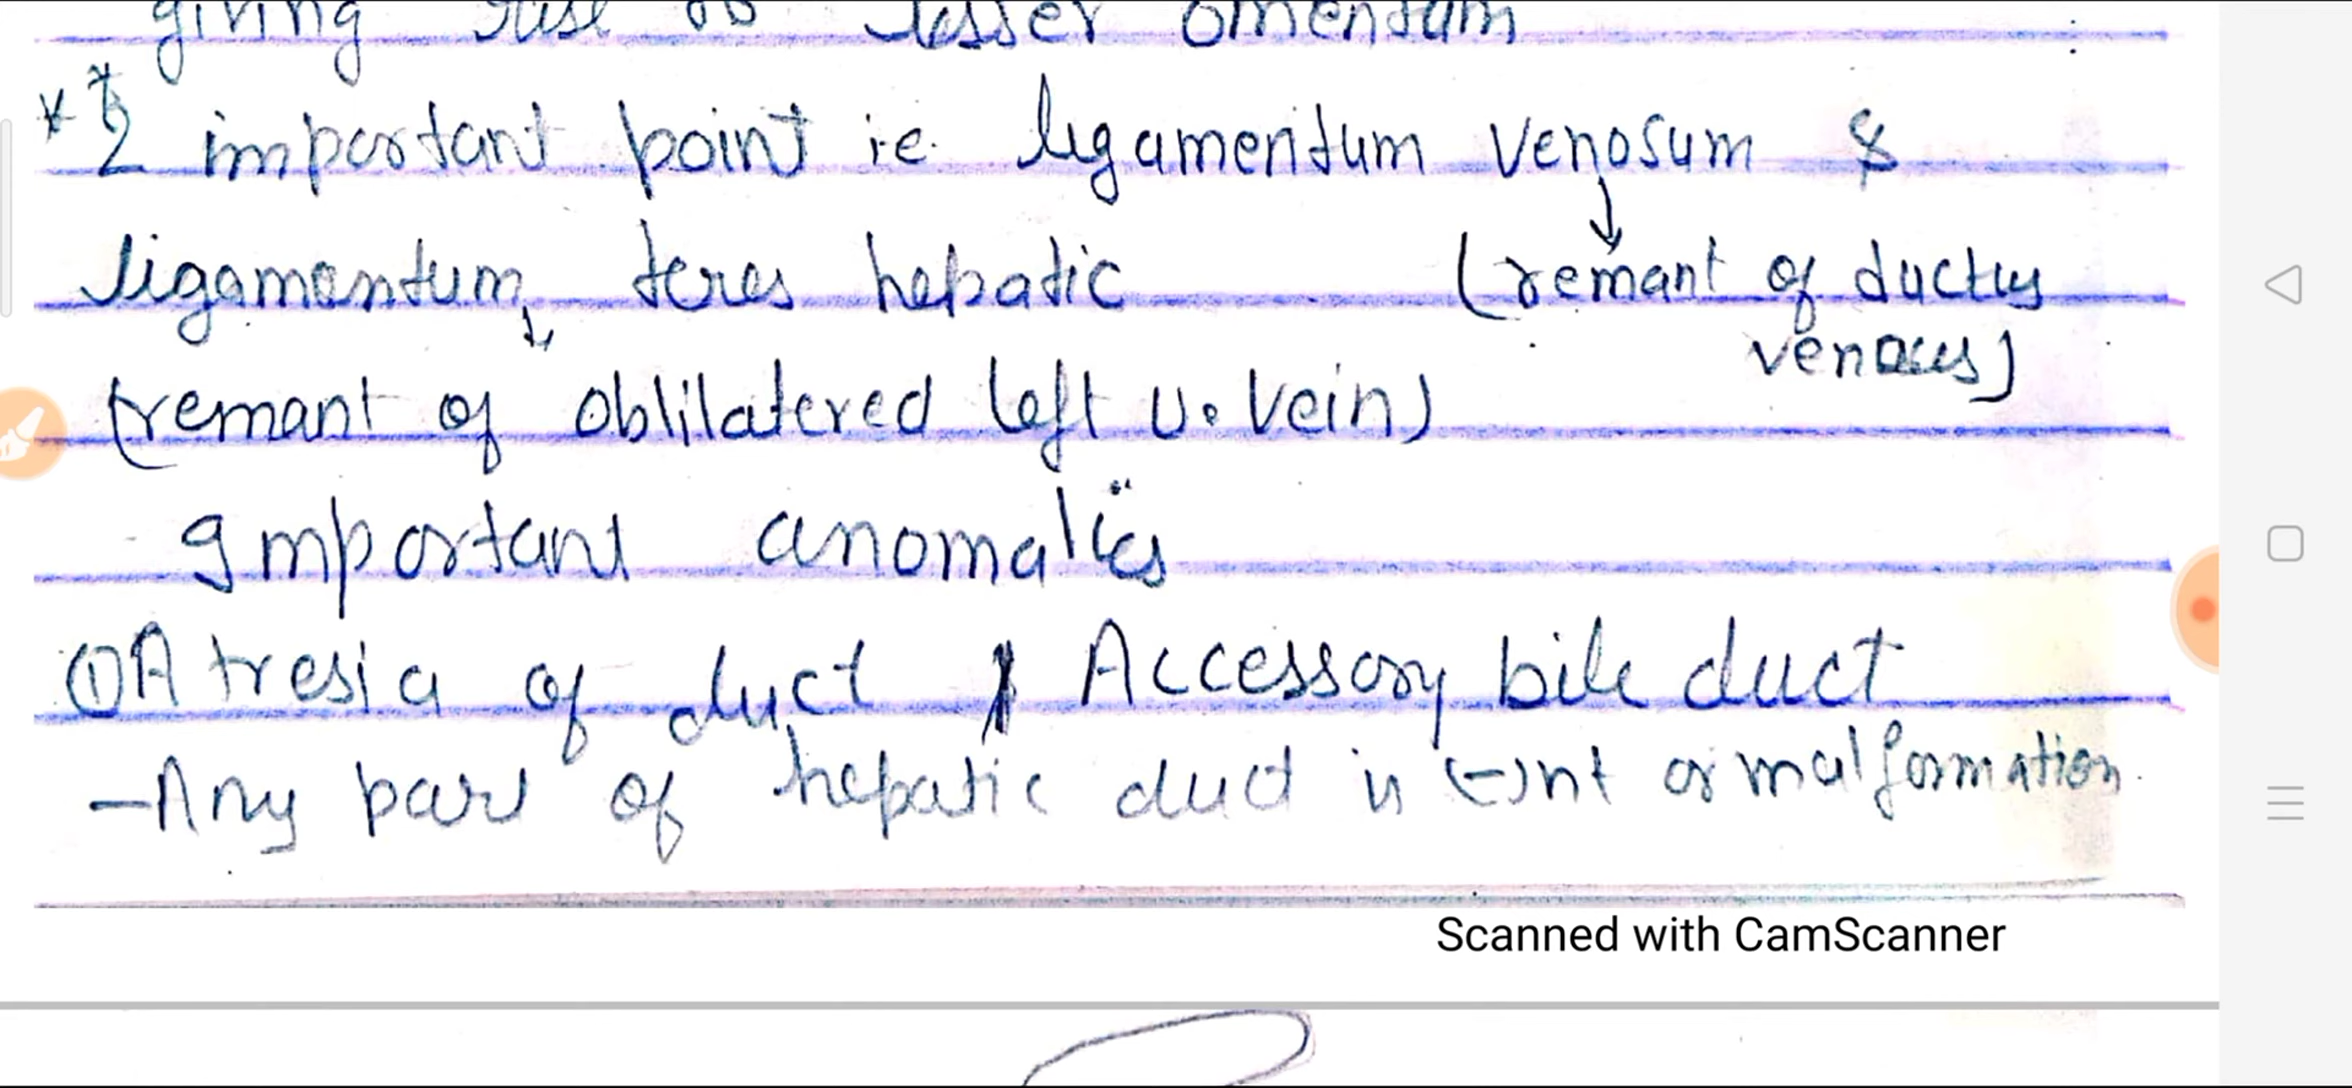 giving rise to lesser omentum
** 2 important point i.e. ligamentum venosum &
ligamentum teres hepatic (remant of ductus
venosus)
(remant of oblilatered left U. vein)
Important anomalies
① Atresia of duct / Accessory bile duct
- Any part of hepatic duct is (-)nt or malformation
Scanned with CamScanner